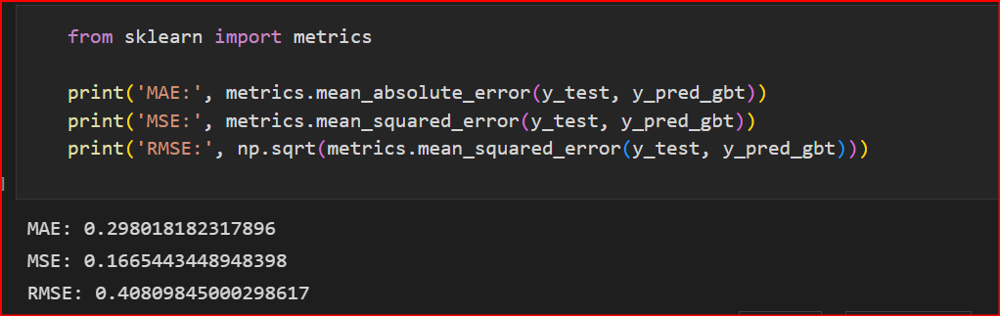 from sklearn import metrics
print('MAE:', metrics.mean_absolute_error(y_test, y_pred_gbt))
print('MSE:', metrics.mean_squared_error(y_test, y_pred_gbt))
print('RMSE:', np.sqrt(metrics.mean_squared_error(y_test, y_pred_gbt)))
MAE: 0.298018182317896
MSE: 0.1665443448948398
RMSE: 0.40809845000298617